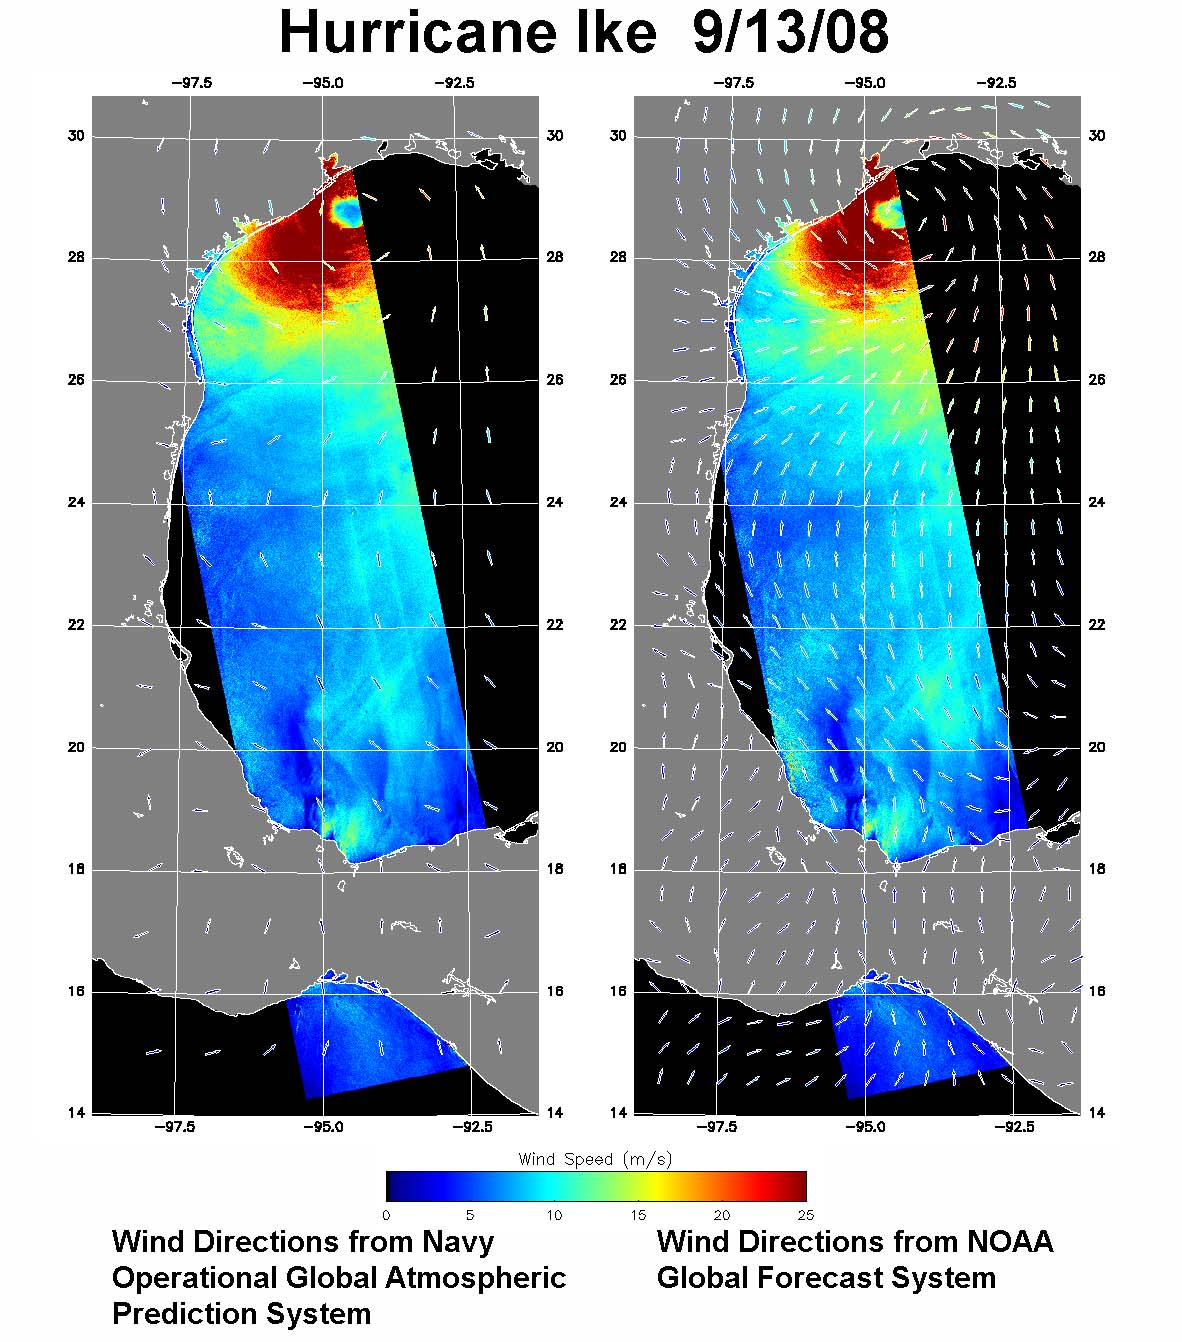 Hurricane Ike 9/13/08
−97.5 −95.0 −92.5 −97.5 −95.0 −92.5
30 30 30 30
28 28 28 28
26 26 26 26
24 24 24 24
22 22 22 22
20 20 20 20
18 18 18 18
16 16 16 16
14 14 14 14
−97.5 −95.0 −92.5 −97.5 −95.0 −92.5
Wind Speed (m/s)
0 5 10 15 20 25
Wind Directions from Navy
Operational Global Atmospheric
Prediction System
Wind Directions from NOAA
Global Forecast System